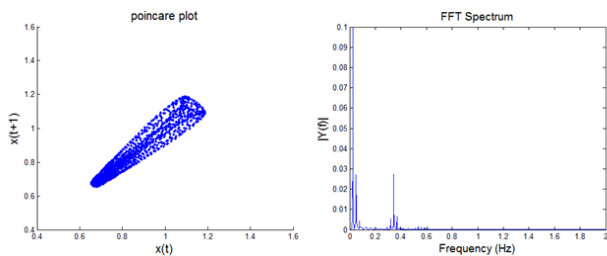 poincare plot
1.6
1.4
1.2
1
0.8
0.6
0.4
0.4 0.6 0.8 1 1.2 1.4 1.6
x(t+1)
x(t)
FFT Spectrum
0.1
0.09
0.08
0.07
0.06
0.05
0.04
0.03
0.02
0.01
0
0 0.2 0.4 0.6 0.8 1 1.2 1.4 1.6 1.8 2
|Y(f)|
Frequency (Hz)